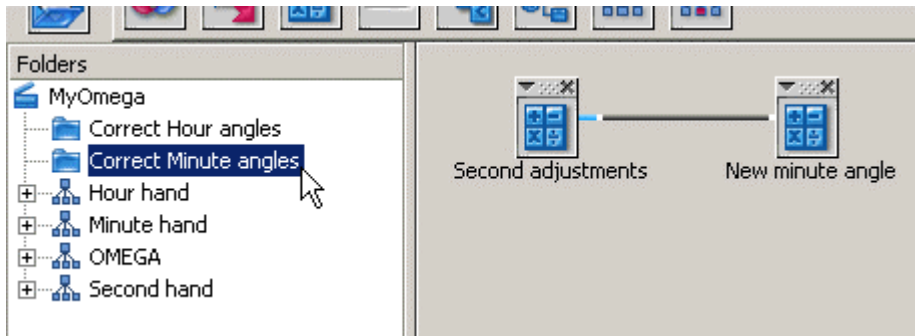 Folders
MyOmega
Correct Hour angles
Correct Minute angles
Hour hand
Minute hand
OMEGA
Second hand
Second adjustments
New minute angle